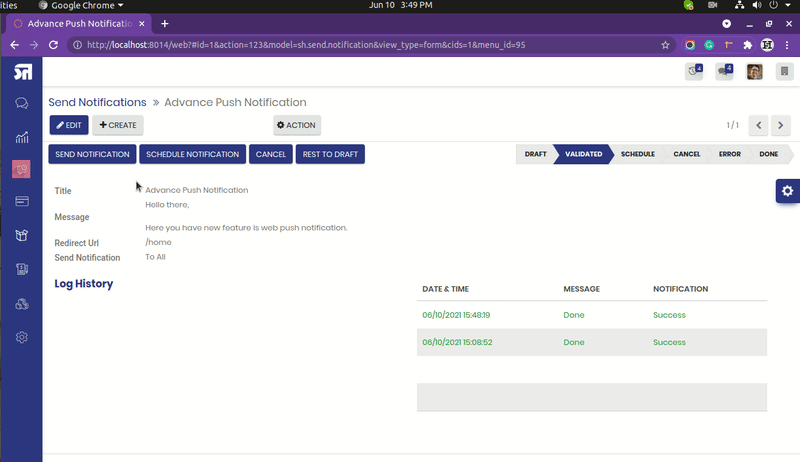 ities
Google Chrome
Jun 10 3:49 PM
Advance Push Notification
http://localhost:8014/web?#id=1&action=123&model=sh.send.notification&view_type=form&cids=1&menu_id=95
4
4
Send Notifications » Advance Push Notification
EDIT
CREATE
ACTION
1 / 1
SEND NOTIFICATION
SCHEDULE NOTIFICATION
CANCEL
REST TO DRAFT
DRAFT
VALIDATED
SCHEDULE
CANCEL
ERROR
DONE
Title Advance Push Notification
Hello there,
Message
Here you have new feature is web push notification.
Redirect Url /home
Send Notification To All
Log History
DATE & TIME MESSAGE NOTIFICATION
06/10/2021 15:48:19 Done Success
06/10/2021 15:08:52 Done Success